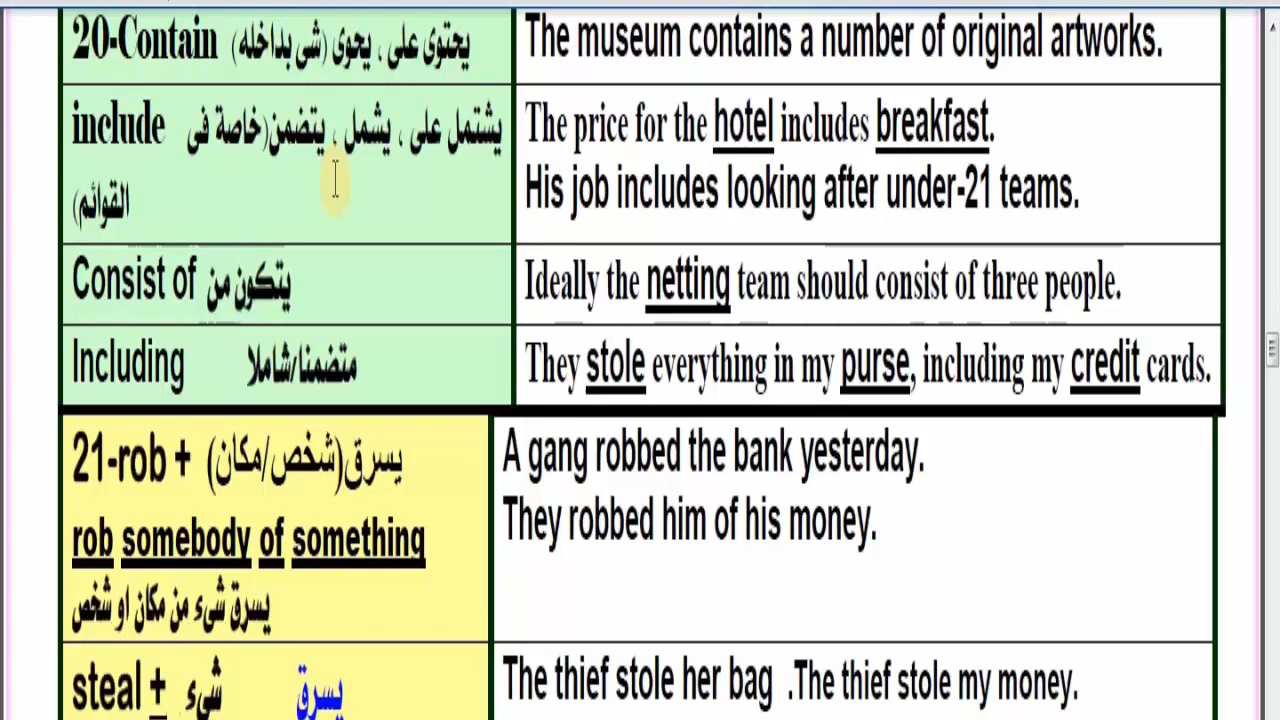 20-Contain يحتوى على ، يحوى (شى بداخله)
The museum contains a number of original artworks.
include يشتمل على ، يشمل ، يتضمن(خاصة فى
القوائم)
The price for the hotel includes breakfast.
His job includes looking after under-21 teams.
Consist of يتكون من
Ideally the netting team should consist of three people.
Including متضمنا/شاملا
They stole everything in my purse, including my credit cards.
21-rob + يسرق(شخص/مكان)
rob somebody of something
يسرق شىء من مكان او شخص
A gang robbed the bank yesterday.
They robbed him of his money.
steal + شىء يسرق
The thief stole her bag .The thief stole my money.